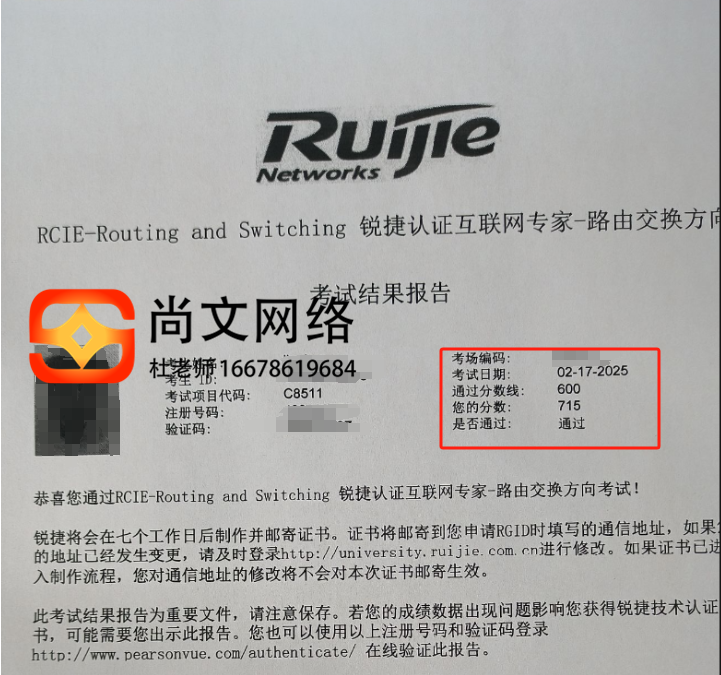 Ruijie
Networks
RCIE-Routing and Switching 锐捷认证互联网专家-路由交换方向
考试结果报告
尚文网络
杜老师 16678619684
考生 ID:
考试项目代码: C8511
注册号码:
验证码:
考场编码:
考试日期: 02-17-2025
通过分数线: 600
您的分数: 715
是否通过: 通过
恭喜您通过RCIE-Routing and Switching 锐捷认证互联网专家-路由交换方向考试!
锐捷将会在七个工作日后制作并邮寄证书。证书将邮寄到您申请RGID时填写的通信地址，如果
的地址已经发生变更，请及时登录http://university.ruijie.com.cn进行修改。如果证书已进
入制作流程，您对通信地址的修改将不会对本次证书邮寄生效。
此考试结果报告为重要文件，请注意保存。若您的成绩数据出现问题影响您获得锐捷技术认证
书，可能需要您出示此报告。您也可以使用以上注册号码和验证码登录
http://www.pearsonvue.com/authenticate/ 在线验证此报告。